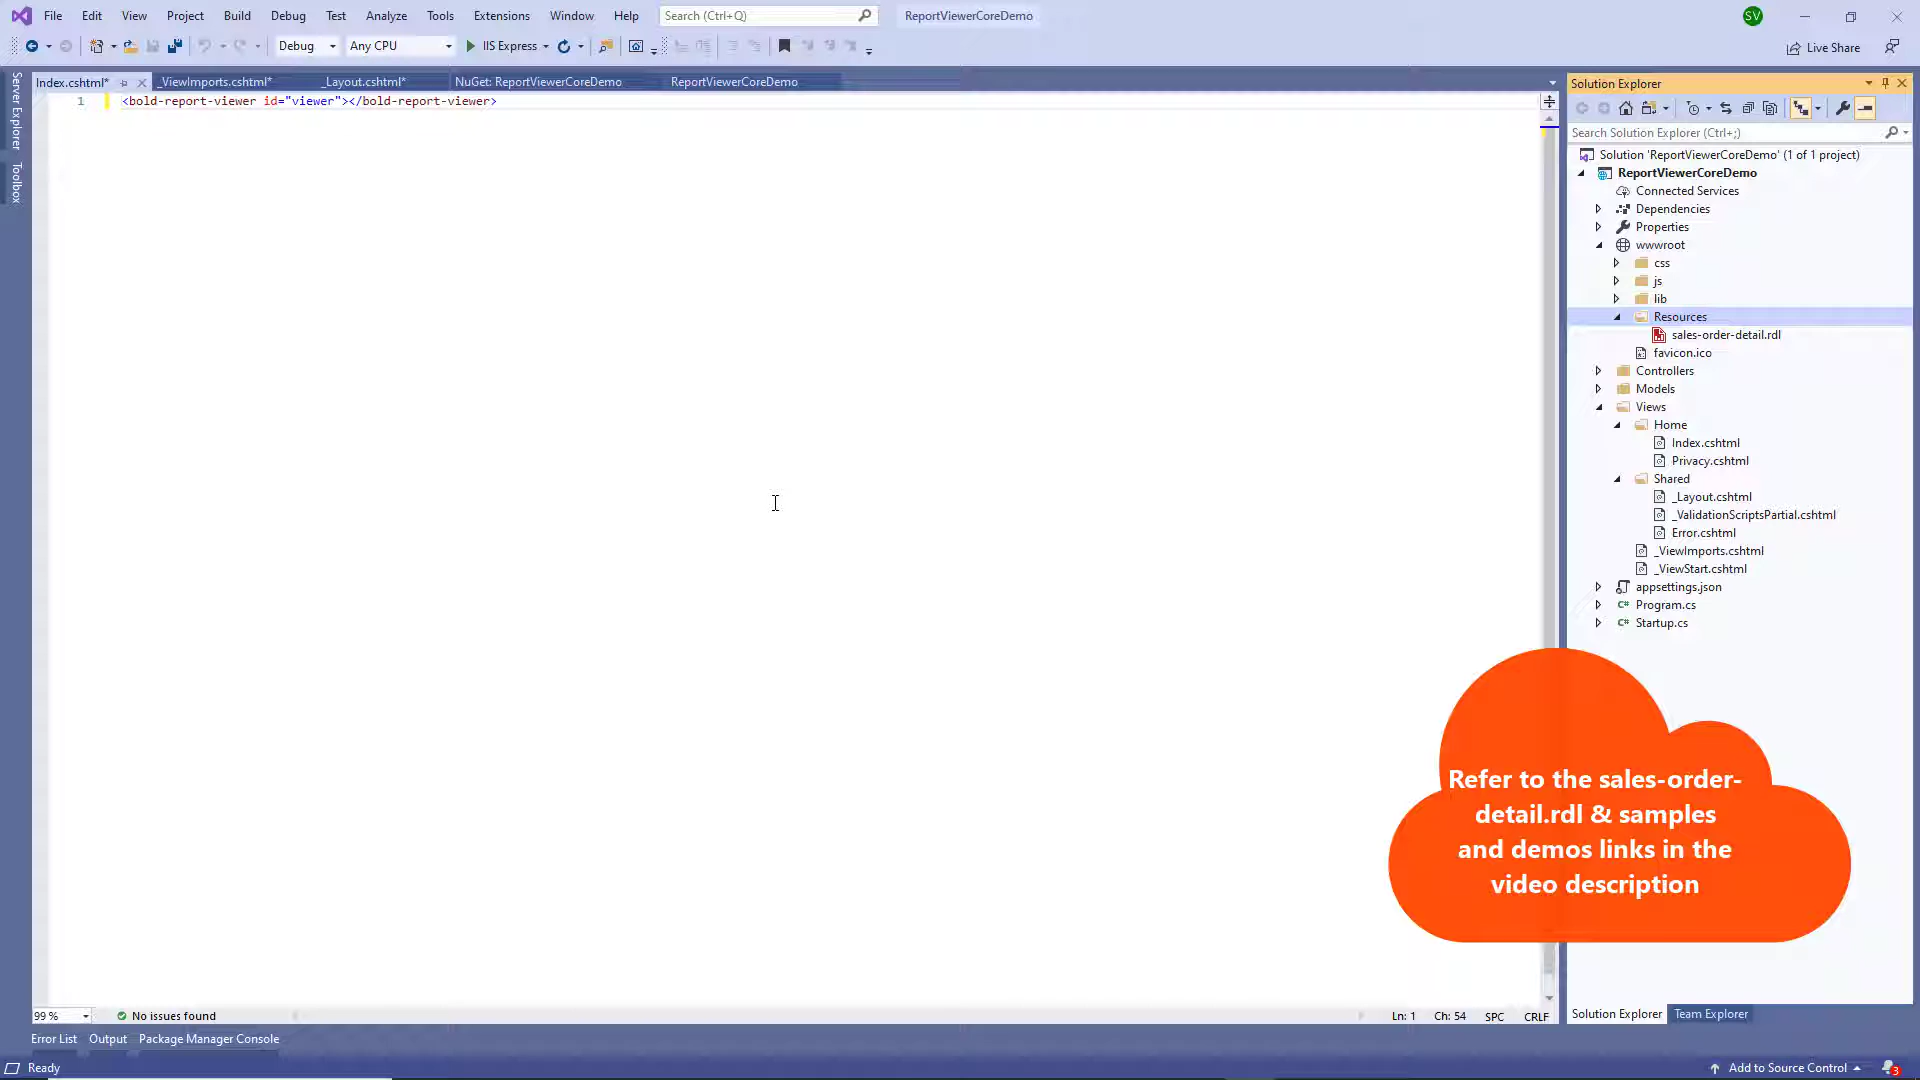 File Edit View Project Build Debug Test Analyze Tools Extensions Window Help Search (Ctrl+Q) ReportViewerCoreDemo SV
Debug Any CPU IIS Express Live Share
Index.cshtml* _ViewImports.cshtml* _Layout.cshtml* NuGet: ReportViewerCoreDemo ReportViewerCoreDemo
1 <bold-report-viewer id="viewer"></bold-report-viewer>
Server Explorer
Toolbox
Solution Explorer
Search Solution Explorer (Ctrl+;)
Solution 'ReportViewerCoreDemo' (1 of 1 project)
ReportViewerCoreDemo
Connected Services
Dependencies
Properties
wwwroot
css
js
lib
Resources
sales-order-detail.rdl
favicon.ico
Controllers
Models
Views
Home
Index.cshtml
Privacy.cshtml
Shared
_Layout.cshtml
_ValidationScriptsPartial.cshtml
Error.cshtml
_ViewImports.cshtml
_ViewStart.cshtml
appsettings.json
C# Program.cs
C# Startup.cs
Refer to the sales-order-
detail.rdl & samples
and demos links in the
video description
99 % No issues found Ln: 1 Ch: 54 SPC CRLF
Solution Explorer Team Explorer
Error List Output Package Manager Console
Ready Add to Source Control 3